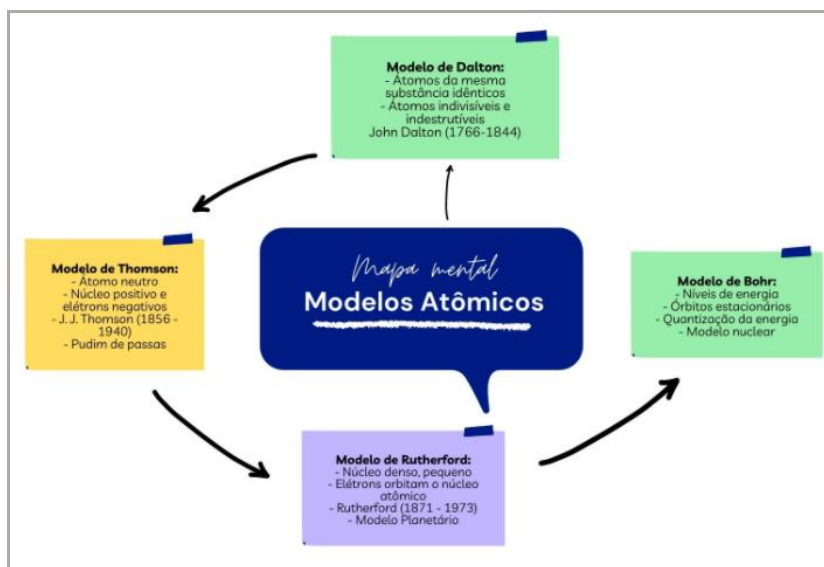 Modelo de Dalton:
- Átomos da mesma
substância idênticos
- Átomos indivisíveis e
indestrutíveis
John Dalton (1766-1844)
Modelo de Thomson:
- Átomo neutro
- Núcleo positivo e
elétrons negativos
- J. J. Thomson (1856 -
1940)
- Pudim de passas
Mapa mental
Modelos Atômicos
Modelo de Bohr:
- Níveis de energia
- Órbitos estacionários
- Quantização da energia
- Modelo nuclear
Modelo de Rutherford:
- Núcleo denso, pequeno
- Elétrons orbitam o núcleo
atômico
- Rutherford (1871 - 1973)
- Modelo Planetário